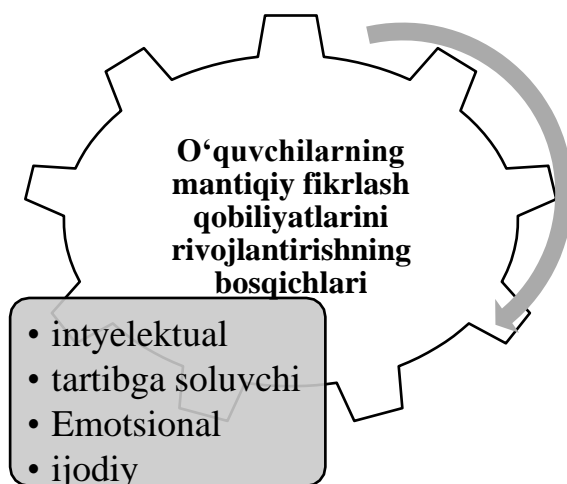 O‘quvchilarning
mantiqiy fikrlash
qobiliyatlarini
rivojlantirishning
bosqichlari
• intyelektual
• tartibga soluvchi
• Emotsional
• ijodiy